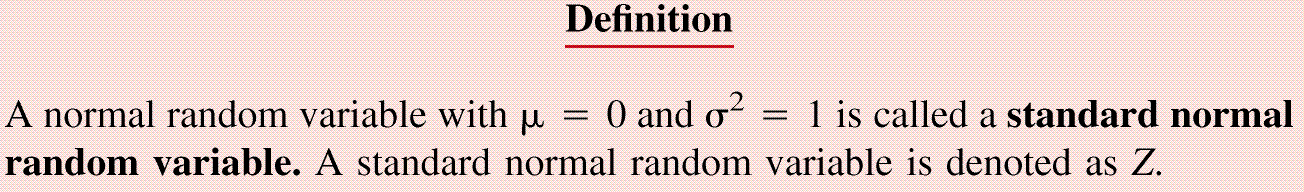 Definition
A normal random variable with μ = 0 and σ² = 1 is called a standard normal
random variable. A standard normal random variable is denoted as Z.